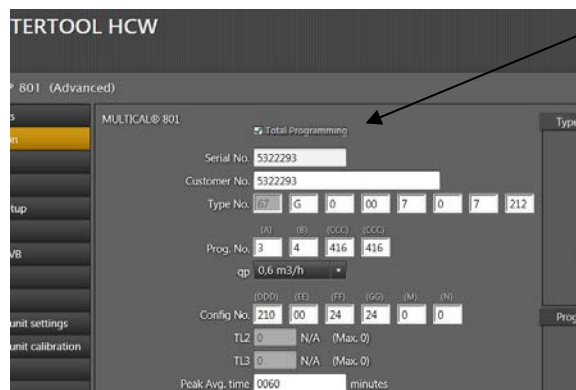 TERTOOL HCW
801 (Advanced)
MULTICAL® 801
Total Programming
Type
Serial No. 5322293
Customer No. 5322293
Type No. 67 G 0 00 7 0 7 212
tup
(A) (B) (CCC) (CCC)
Prog. No. 3 4 416 416
VB
qp 0,6 m3/h
(DDD) (EE) (FF) (GG) (M) (N)
Config No. 210 00 24 24 0 0
Prog
unit settings
TL2 0 N/A (Max. 0)
unit calibration
TL3 0 N/A (Max. 0)
Peak Avg. time 0060 minutes